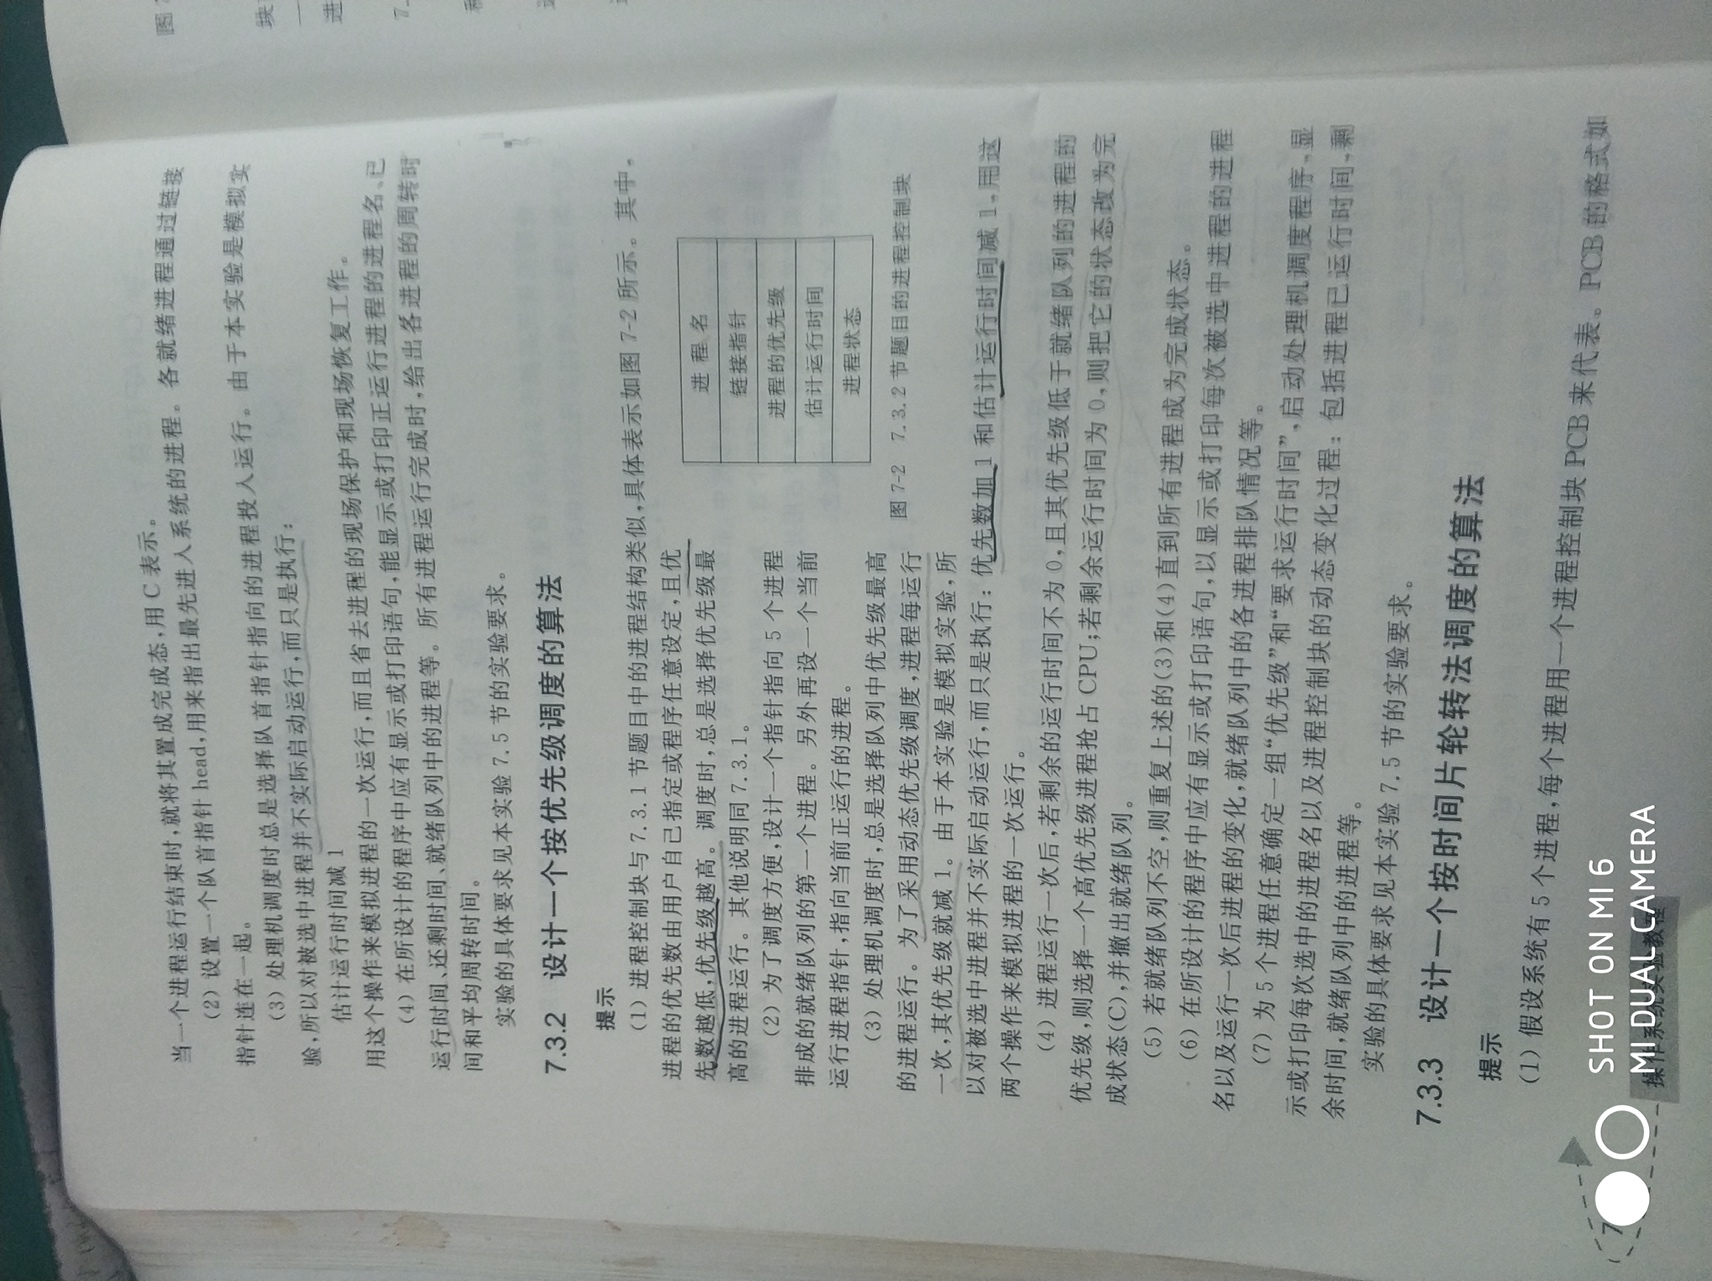 当一个进程运行结束时,就将其置成完成态,用 C 表示。
(2) 设置一个队首指针 head,用来指出最先进入系统的进程。各就绪进程通过链接
指针连在一起。
(3) 处理机调度时总是选择队首指针指向的进程投入运行。由于本实验是模拟实
验,所以对被选中进程并不实际启动运行,而只是执行:
估计运行时间减 1
用这个操作来模拟进程的一次运行,而且省去进程的现场保护和现场恢复工作。
(4) 在所设计的程序中应有显示或打印语句,能显示或打印正运行进程的进程名、已
运行时间、还剩时间、就绪队列中的进程等。所有进程运行完成时,给出各进程的周转时
间和平均周转时间。
实验的具体要求见本实验 7.5 节的实验要求。
7.3.2 设计一个按优先级调度的算法
提示
(1) 进程控制块与 7.3.1 节题目中的进程结构类似,具体表示如图 7-2 所示。其中,
进程的优先数由用户自己指定或程序任意设定,且优
先数越低,优先级越高。调度时,总是选择优先级最
高的进程运行。其他说明同 7.3.1。
(2) 为了调度方便,设计一个指针指向 5 个进程
排成的就绪队列的第一个进程。另外再设一个当前
运行进程指针,指向当前正运行的进程。
(3) 处理机调度时,总是选择队列中优先级最高
的进程运行。为了采用动态优先级调度,进程每运行
一次,其优先级就减 1。由于本实验是模拟实验,所
进 程 名
链接指针
进程的优先级
估计运行时间
进程状态
图 7-2 7.3.2 节题目的进程控制块
以对被选中进程并不实际启动运行,而只是执行:优先数加 1 和估计运行时间减 1,用这
两个操作来模拟进程的一次运行。
(4) 进程运行一次后,若剩余的运行时间不为 0,且其优先级低于就绪队列的进程的
优先级,则选择一个高优先级进程抢占 CPU;若剩余运行时间为 0,则把它的状态改为完
成状态(C),并撤出就绪队列。
(5) 若就绪队列不空,则重复上述的(3)和(4)直到所有进程成为完成状态。
(6) 在所设计的程序中应有显示或打印语句,以显示或打印每次被选中进程的进程
名以及运行一次后进程的变化,就绪队列中的各进程排队情况等。
(7) 为 5 个进程任意确定一组“优先级”和“要求运行时间”,启动处理机调度程序,显
示或打印每次选中的进程名以及进程控制块的动态变化过程:包括进程已运行时间,剩
余时间,就绪队列中的进程等。
实验的具体要求见本实验 7.5 节的实验要求。
7.3.3 设计一个按时间片轮转法调度的算法
提示
(1) 假设系统有 5 个进程,每个进程用一个进程控制块 PCB 来代表。PCB 的格式如
SHOT ON MI 6
MI DUAL CAMERA